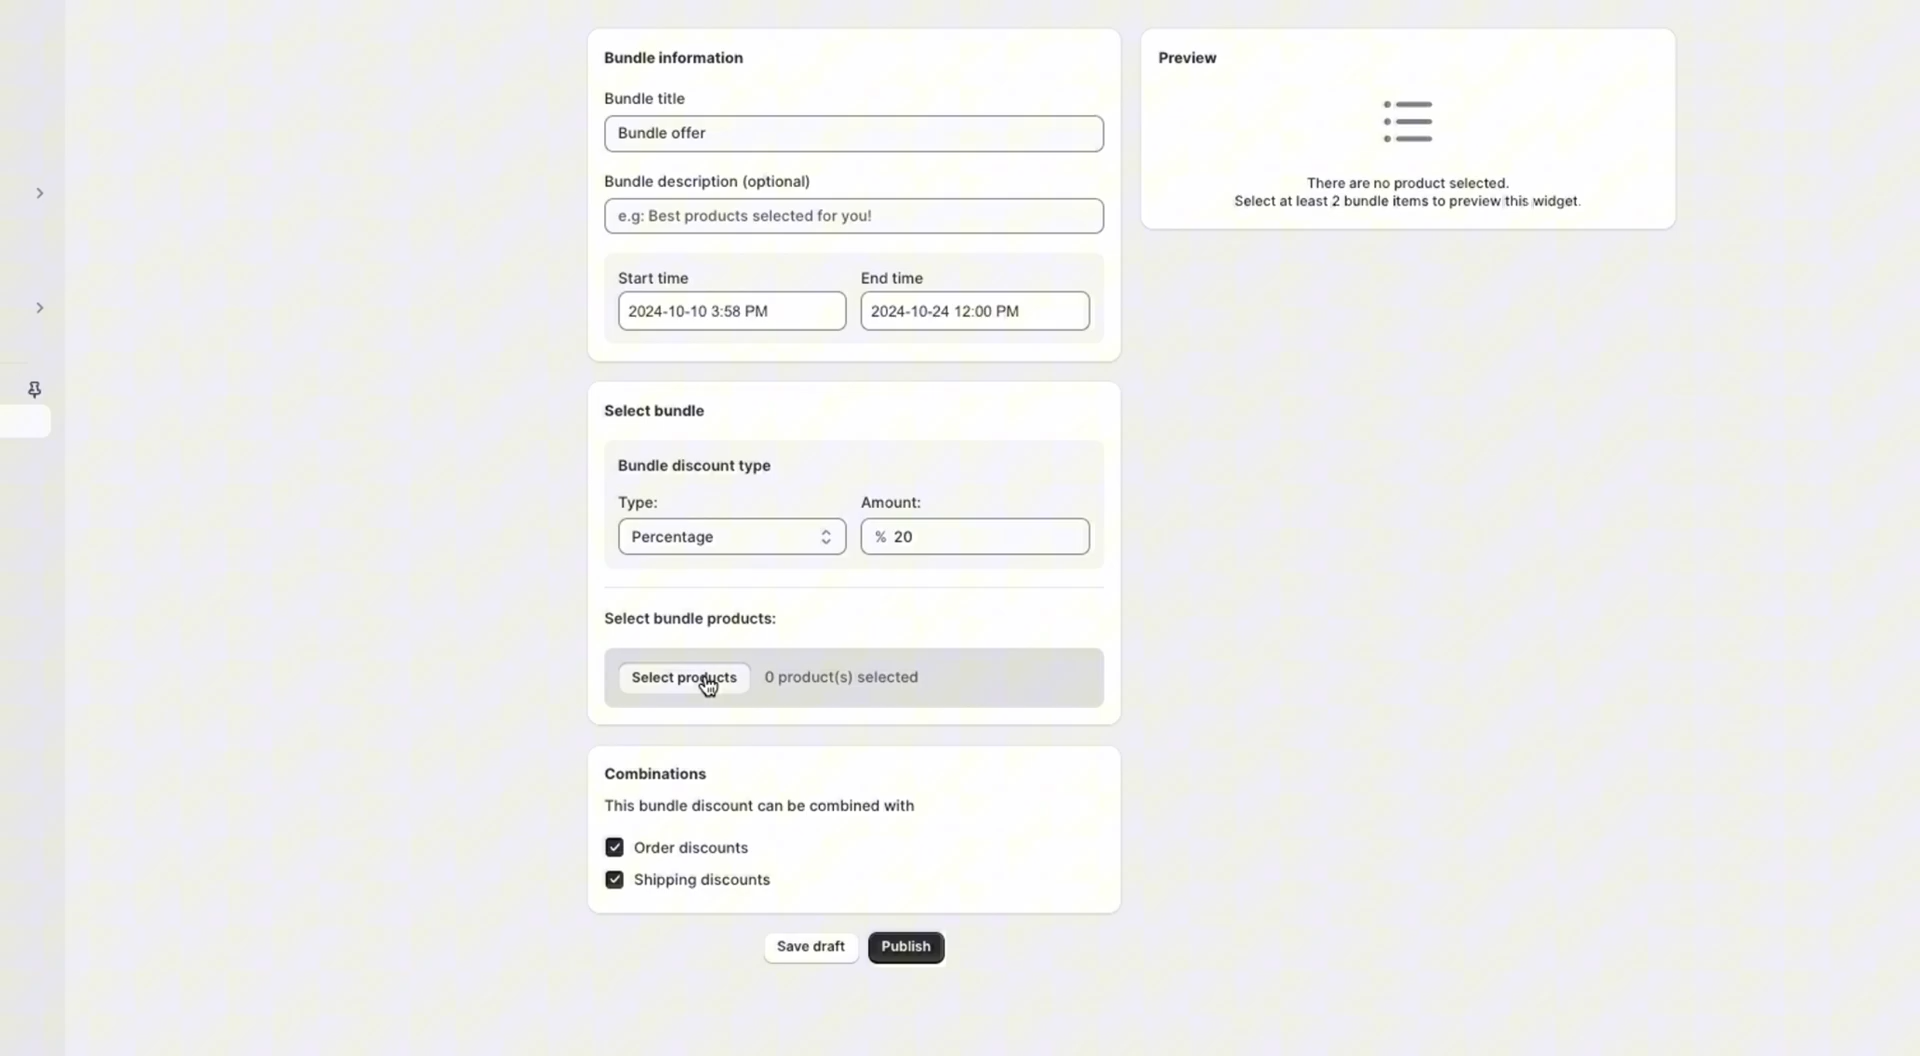 Bundle information
Bundle title
Bundle offer
Bundle description (optional)
e.g: Best products selected for you!
Start time
End time
2024-10-10 3:58 PM
2024-10-24 12:00 PM
Select bundle
Bundle discount type
Type:
Amount:
Percentage
% 20
Select bundle products:
Select products
0 product(s) selected
Combinations
This bundle discount can be combined with
Order discounts
Shipping discounts
Save draft
Publish
Preview
There are no product selected.
Select at least 2 bundle items to preview this widget.